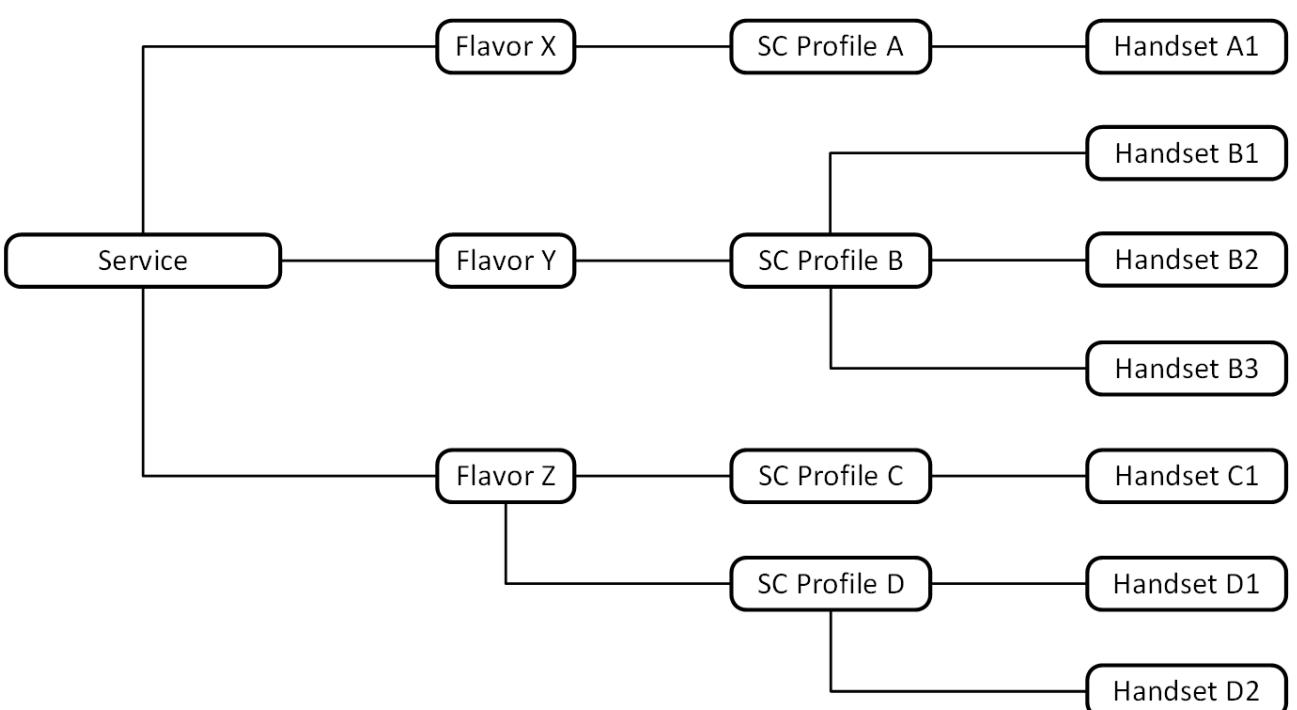 Flavor X
SC Profile A
Handset A1
Handset B1
Service
Flavor Y
SC Profile B
Handset B2
Handset B3
Flavor Z
SC Profile C
Handset C1
SC Profile D
Handset D1
Handset D2